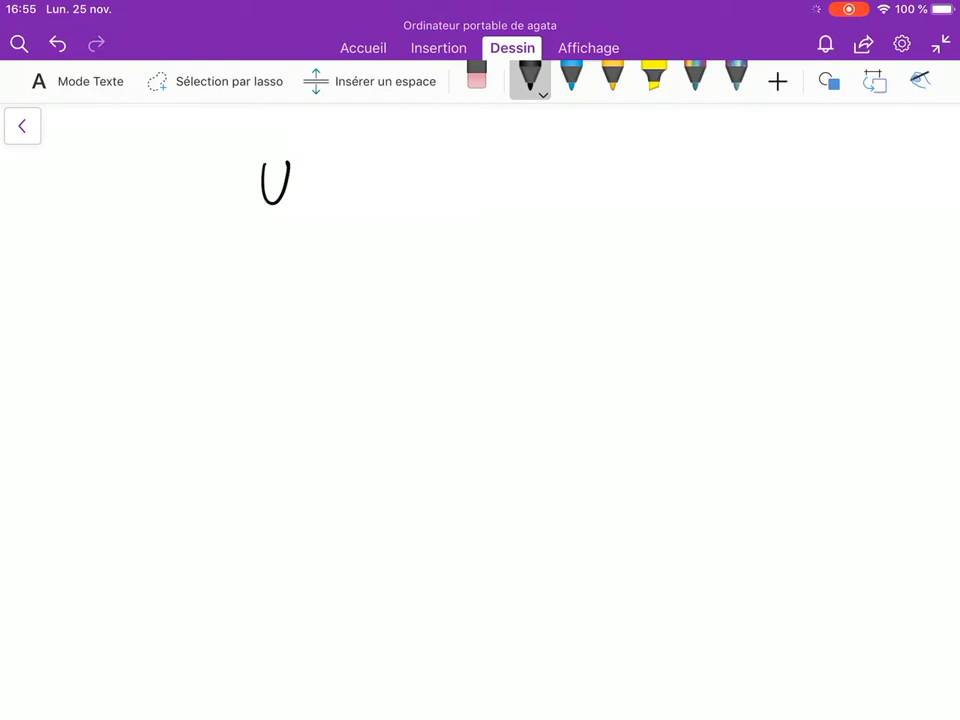 16:55 Lun. 25 nov. 100 %
Ordinateur portable de agata
Accueil Insertion Dessin Affichage
A Mode Texte Sélection par lasso Insérer un espace
U